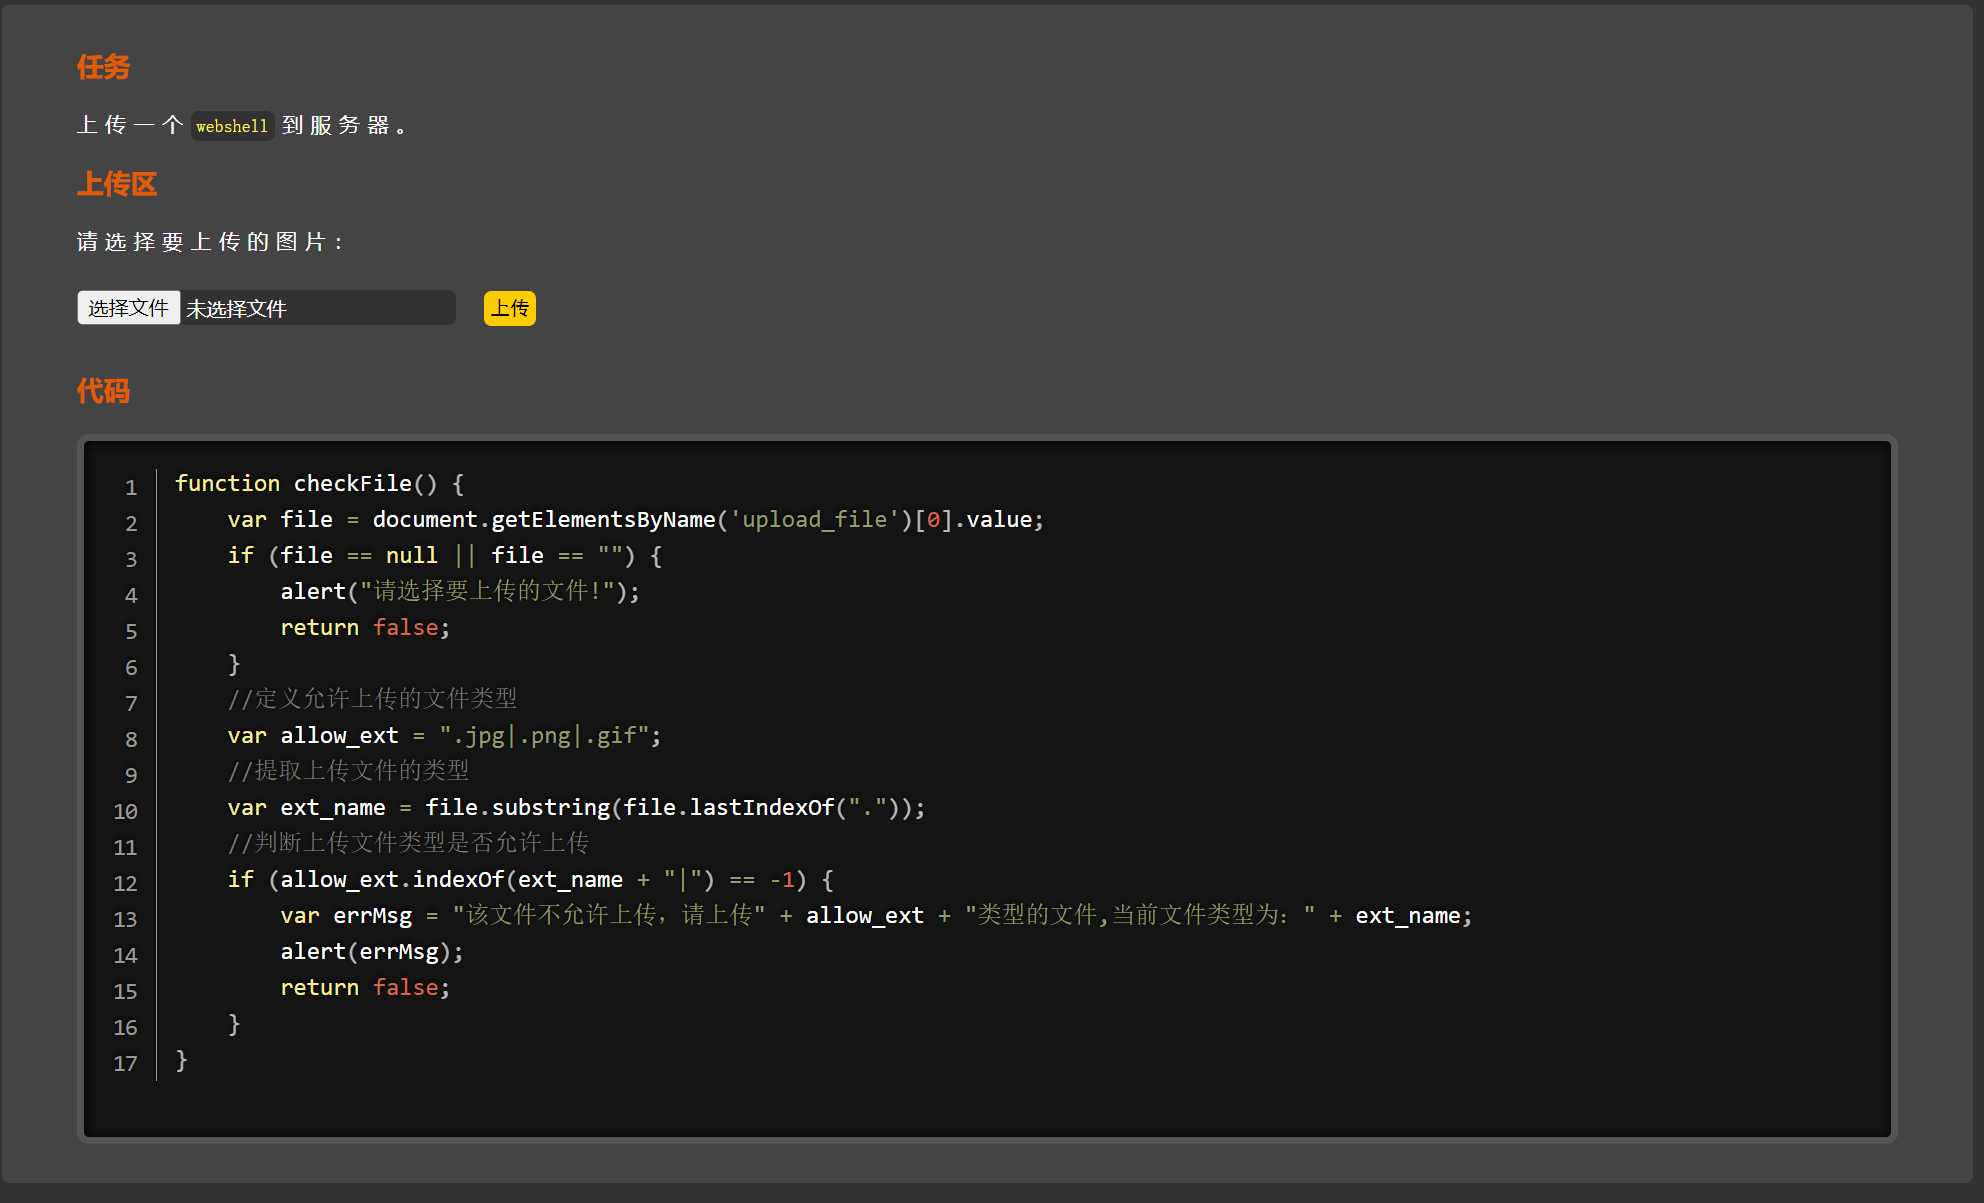 任务
上传一个 webshell 到服务器。
上传区
请选择要上传的图片：
选择文件 未选择文件 上传
代码
1 function checkFile() {
2     var file = document.getElementsByName('upload_file')[0].value;
3     if (file == null || file == "") {
4         alert("请选择要上传的文件!");
5         return false;
6     }
7     //定义允许上传的文件类型
8     var allow_ext = ".jpg|.png|.gif";
9     //提取上传文件的类型
10     var ext_name = file.substring(file.lastIndexOf("."));
11     //判断上传文件类型是否允许上传
12     if (allow_ext.indexOf(ext_name + "|") == -1) {
13         var errMsg = "该文件不允许上传，请上传" + allow_ext + "类型的文件,当前文件类型为：" + ext_name;
14         alert(errMsg);
15         return false;
16     }
17 }